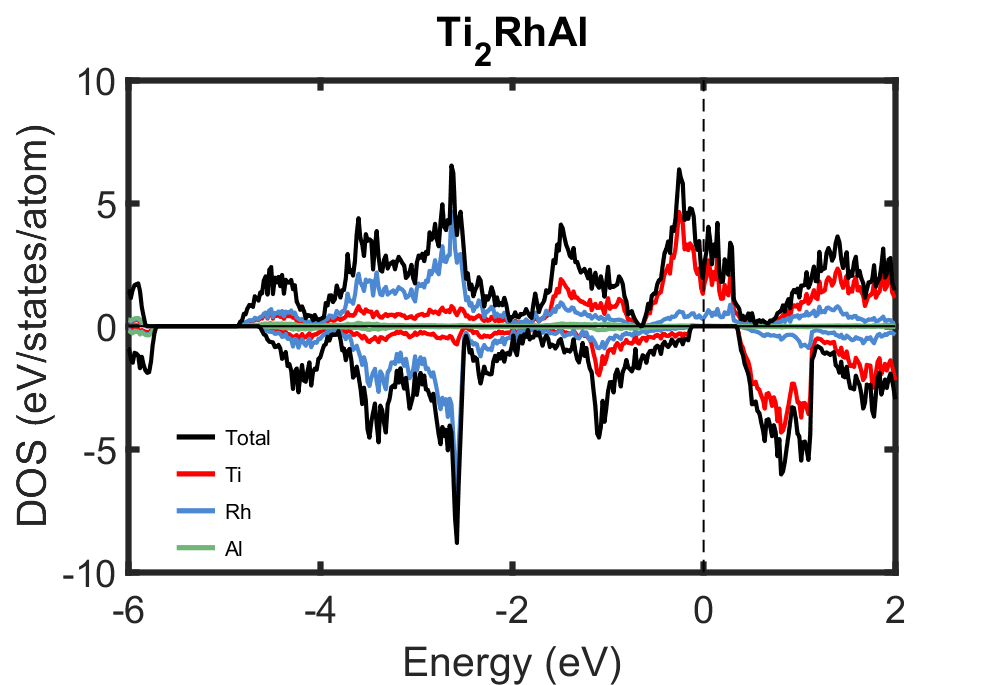 Ti₂RhAl
10
5
0
-5
-10
DOS (eV/states/atom)
Total
Ti
Rh
Al
-6 -4 -2 0 2
Energy (eV)